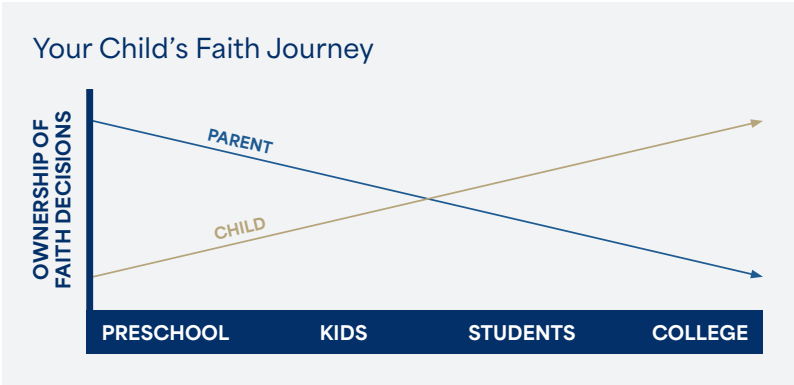 Your Child's Faith Journey
OWNERSHIP OF
FAITH DECISIONS
PARENT
CHILD
PRESCHOOL
KIDS
STUDENTS
COLLEGE